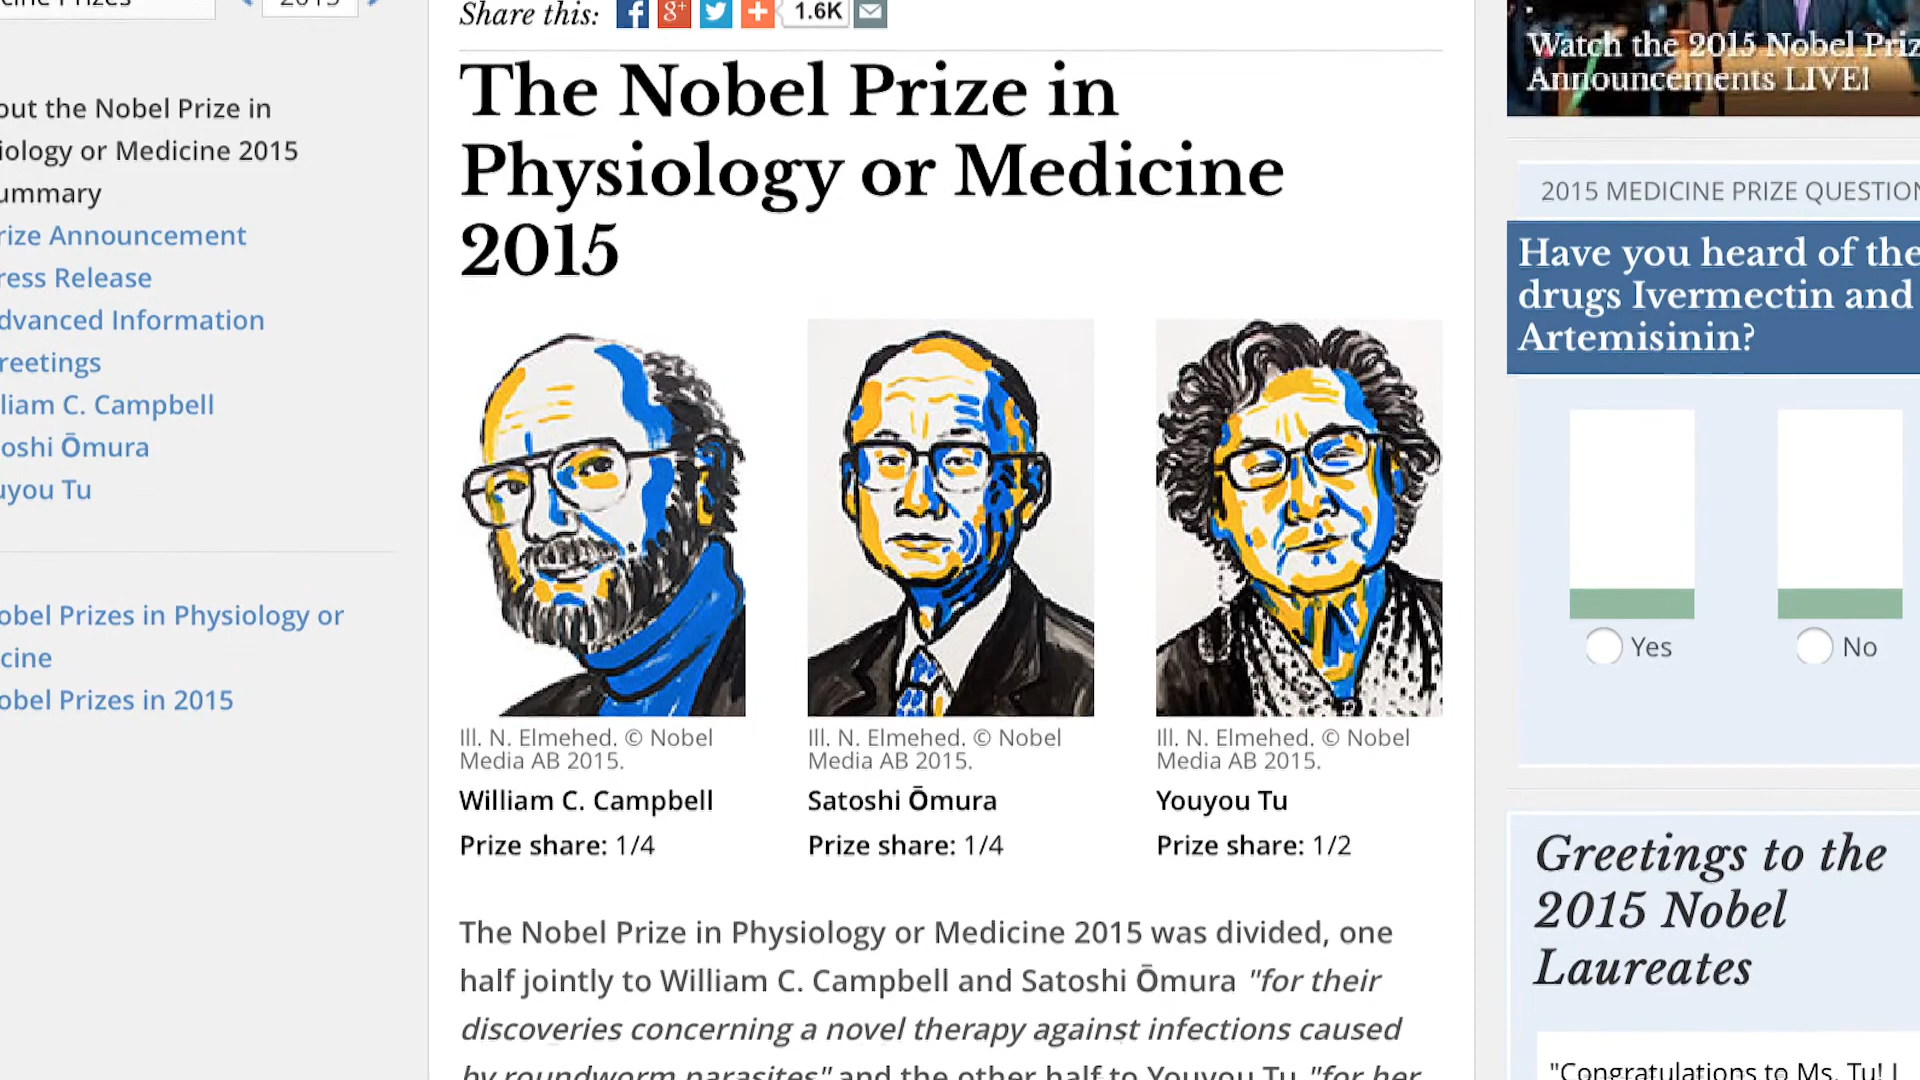 Share this:
1.6K
The Nobel Prize in
Physiology or Medicine
2015
out the Nobel Prize in
iology or Medicine 2015
ummary
rize Announcement
ress Release
dvanced Information
reetings
liam C. Campbell
oshi Ōmura
uyou Tu
obel Prizes in Physiology or
cine
obel Prizes in 2015
Ill. N. Elmehed. © Nobel
Media AB 2015.
William C. Campbell
Prize share: 1/4
Ill. N. Elmehed. © Nobel
Media AB 2015.
Satoshi Ōmura
Prize share: 1/4
Ill. N. Elmehed. © Nobel
Media AB 2015.
Youyou Tu
Prize share: 1/2
The Nobel Prize in Physiology or Medicine 2015 was divided, one
half jointly to William C. Campbell and Satoshi Ōmura "for their
discoveries concerning a novel therapy against infections caused
by roundworm parasites" and the other half to Youyou Tu "for her
Watch the 2015 Nobel Priz
Announcements LIVE!
2015 MEDICINE PRIZE QUESTION
Have you heard of the
drugs Ivermectin and
Artemisinin?
Yes
No
Greetings to the
2015 Nobel
Laureates
"Congratulations to Ms. Tu! I